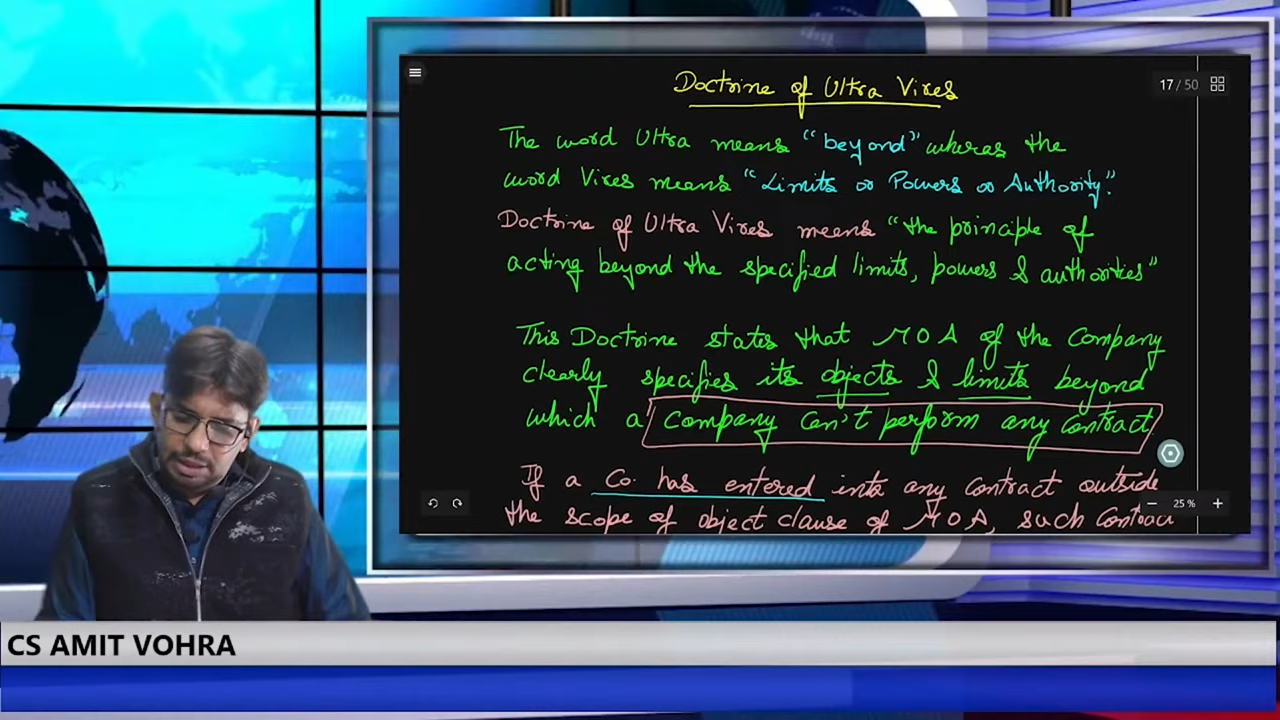 Doctrine of Ultra Vires
17 / 50
The word Ultra means "beyond" wheras the
word Vires means "Limits or Powers or Authority".
Doctrine of Ultra Vires means "the principle of
acting beyond the specified limits, powers & authorities"
This Doctrine states that MOA of the Company
clearly specifies its objects & limits beyond
which a Company Can't perform any Contract
If a Co. has entered into any Contract outside
25 %
the scope of object clause of MOA, such Contract
CS AMIT VOHRA